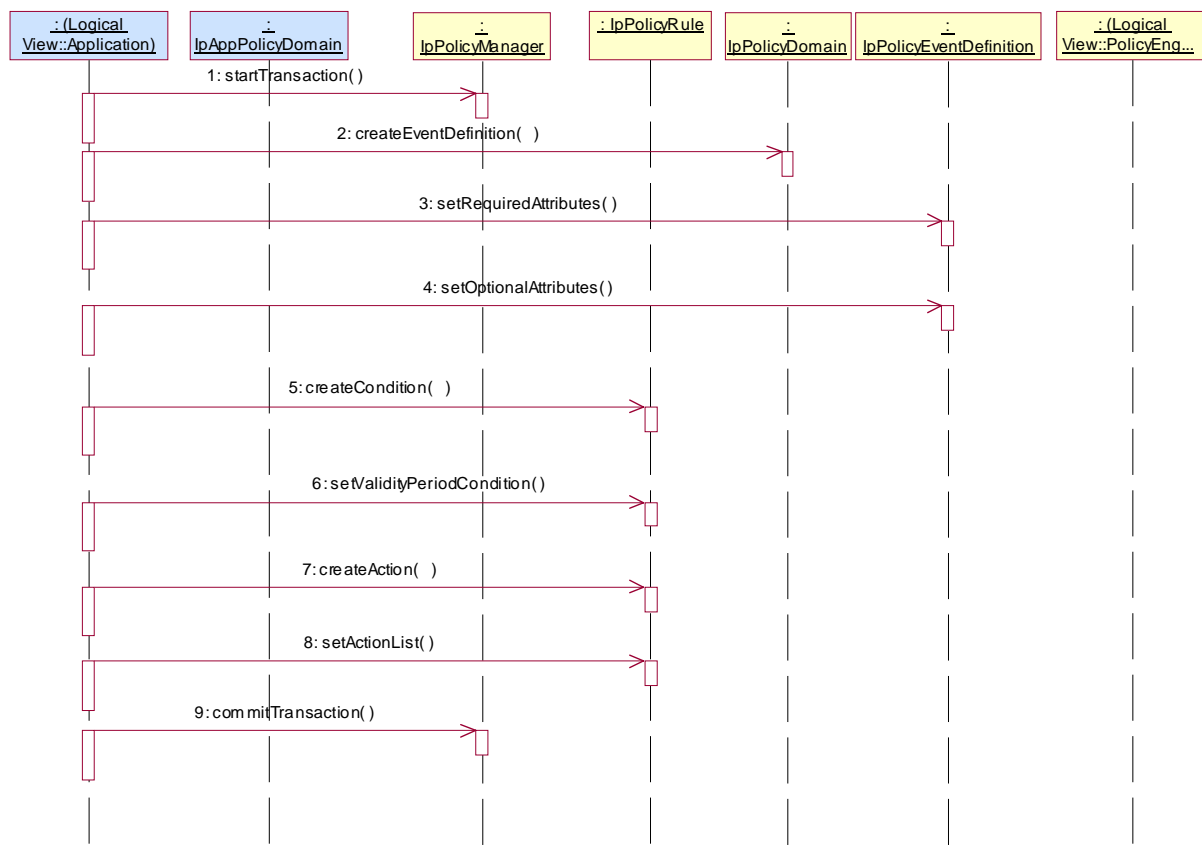 : (Logical
View::Application)
:
IpAppPolicyDomain
:
IpPolicyManager
: IpPolicyRule
:
IpPolicyDomain
:
IpPolicyEventDefinition
: (Logical
View::PolicyEng...
1: startTransaction( )
2: createEventDefinition(  )
3: setRequiredAttributes( )
4: setOptionalAttributes( )
5: createCondition(  )
6: setValidityPeriodCondition( )
7: createAction(  )
8: setActionList( )
9: commitTransaction( )